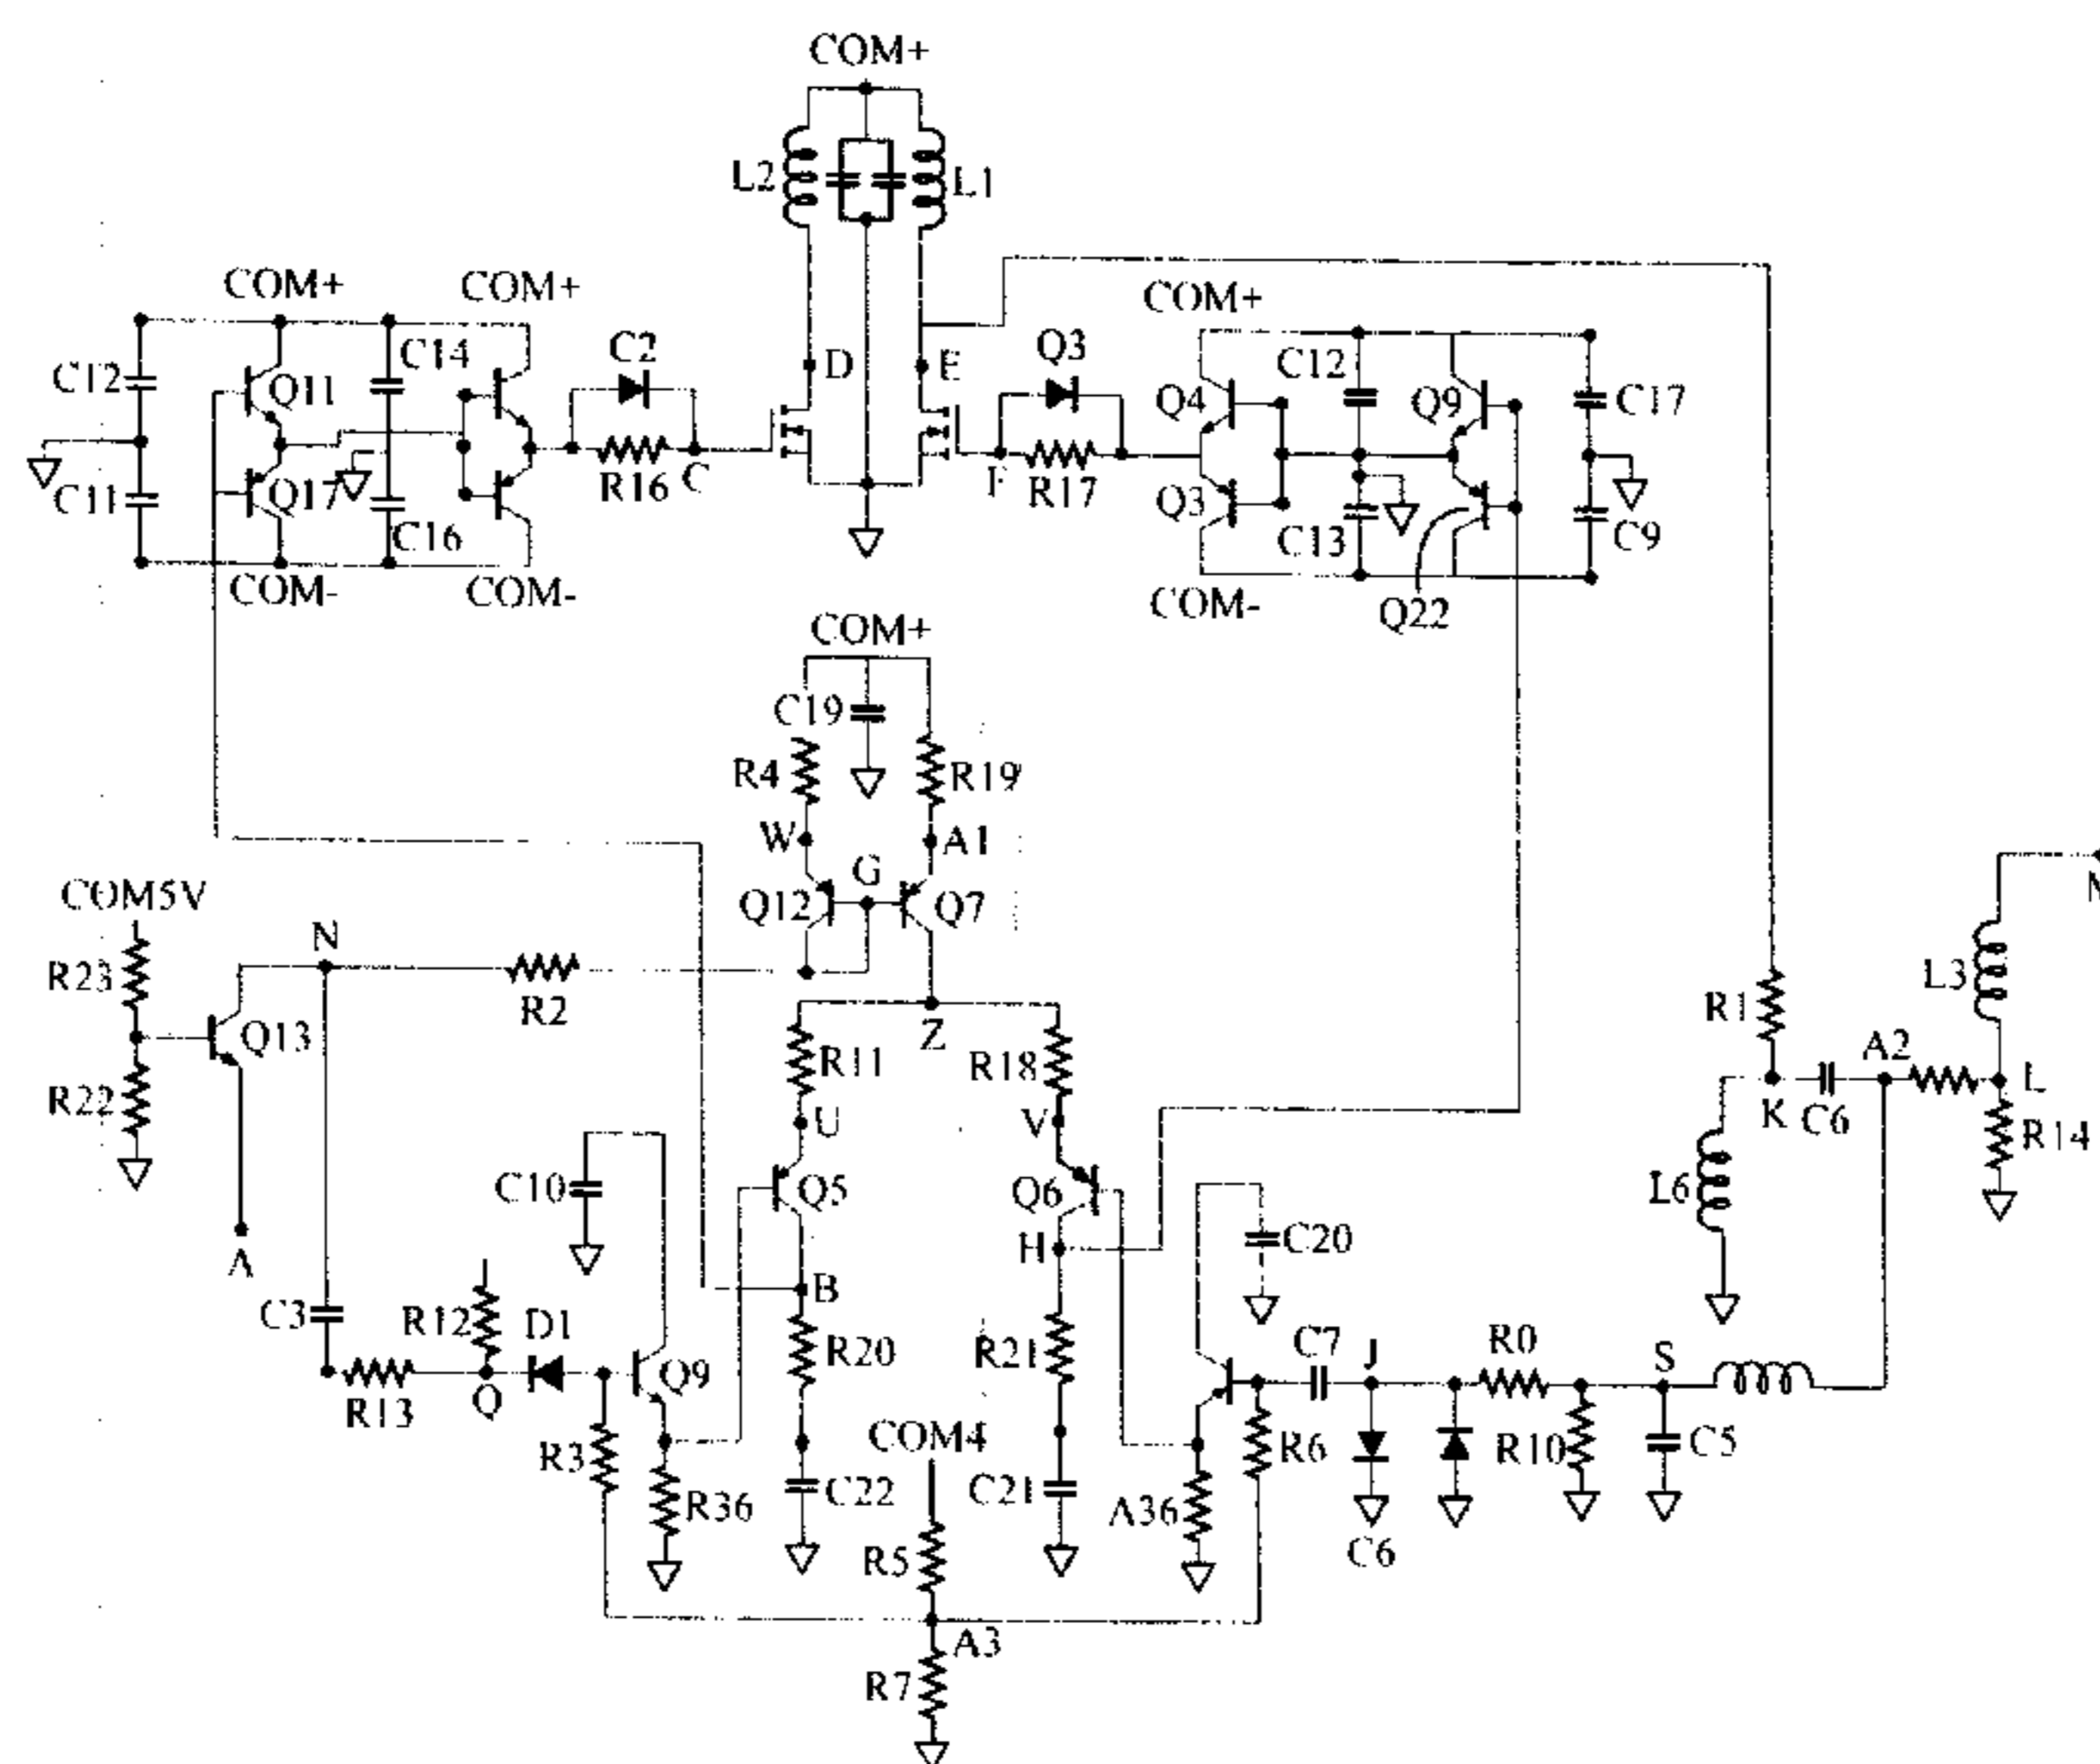 COM+
L2
L1
COM+
COM+
COM+
C12
Q11
C14
C2
D
E
Q3
Q4
C12
Q9
C17
C11
Q17
C16
R16
C
F
R17
Q3
C13
C9
COM-
COM-
COM-
Q22
COM+
C19
R4
R19
W
A1
G
Q12
Q7
COM5V
N
M
R23
R2
Q13
Z
L3
R1
A2
R22
R11
R18
L
K
C6
R14
U
V
C10
Q5
Q6
L6
A
H
C20
B
C3
R12
D1
R20
R21
C7
J
R0
S
R13
Q
Q9
R3
COM4
R6
R10
C5
R36
C22
C21
A36
R5
C6
A3
R7